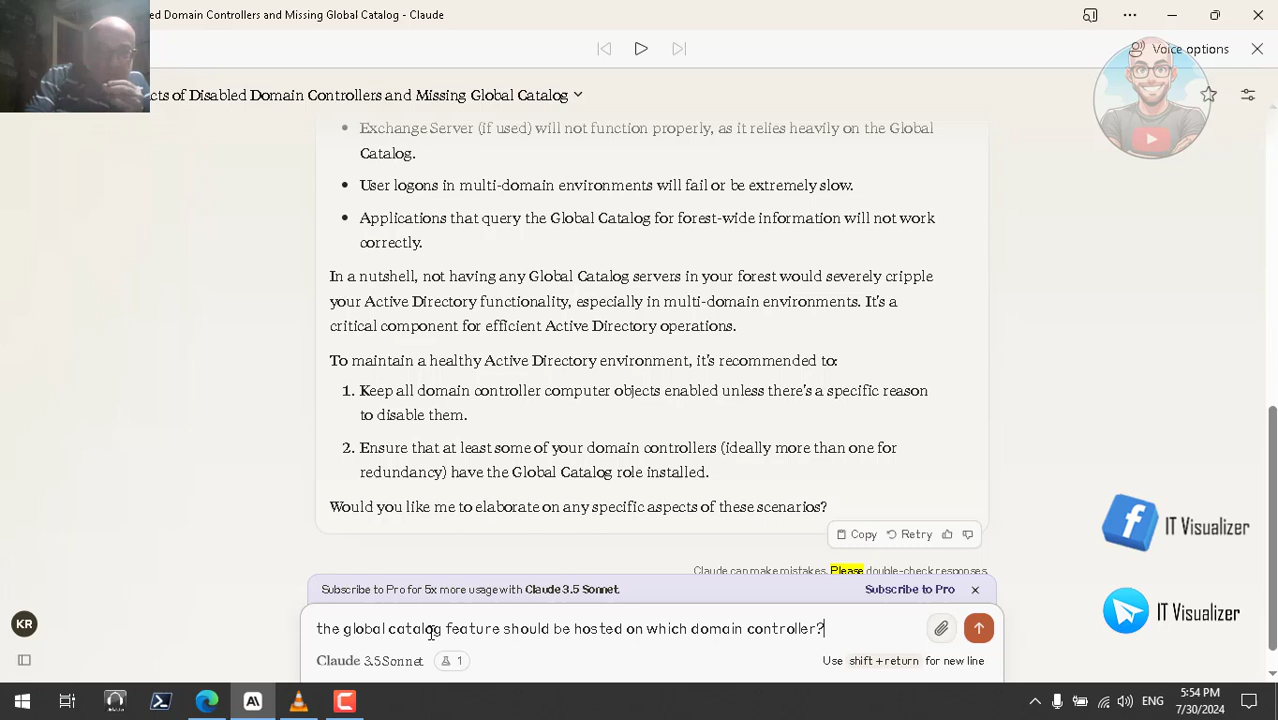 ed Domain Controllers and Missing Global Catalog - Claude
Voice options
cts of Disabled Domain Controllers and Missing Global Catalog
Exchange Server (if used) will not function properly, as it relies heavily on the Global
Catalog.
User logons in multi-domain environments will fail or be extremely slow.
Applications that query the Global Catalog for forest-wide information will not work
correctly.
In a nutshell, not having any Global Catalog servers in your forest would severely cripple
your Active Directory functionality, especially in multi-domain environments. It's a
critical component for efficient Active Directory operations.
To maintain a healthy Active Directory environment, it's recommended to:
1. Keep all domain controller computer objects enabled unless there's a specific reason
to disable them.
2. Ensure that at least some of your domain controllers (ideally more than one for
redundancy) have the Global Catalog role installed.
Would you like me to elaborate on any specific aspects of these scenarios?
Copy Retry
Claude can make mistakes. Please double-check responses.
Subscribe to Pro for 5x more usage with Claude 3.5 Sonnet.
Subscribe to Pro
the global catalog feature should be hosted on which domain controller?
Claude 3.5 Sonnet 1
Use shift + return for new line
IT Visualizer
IT Visualizer
KR
ENG
5:54 PM
7/30/2024